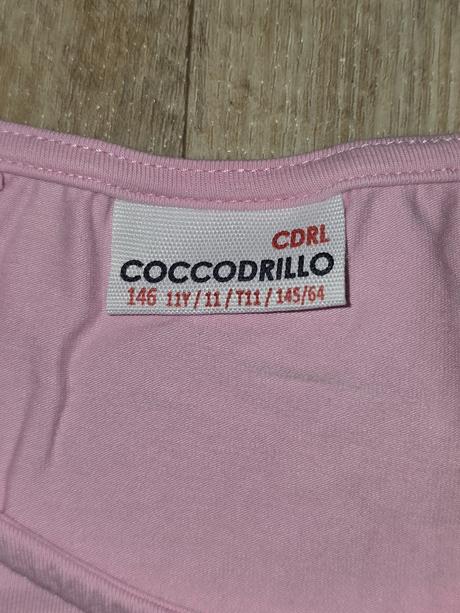 CDRL
COCCODRILLO
146 11Y / 11 / T11 / 145/64